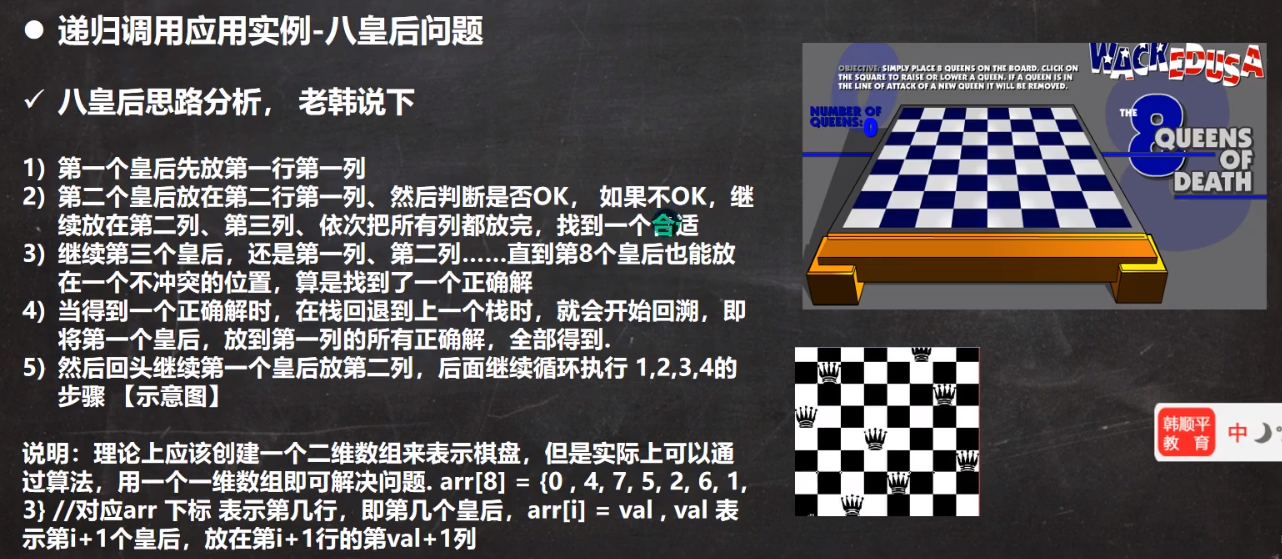 ● 递归调用应用实例-八皇后问题
✓ 八皇后思路分析， 老韩说下
1) 第一个皇后先放第一行第一列
2) 第二个皇后放在第二行第一列、然后判断是否OK， 如果不OK，继
续放在第二列、第三列、依次把所有列都放完，找到一个合适
3) 继续第三个皇后，还是第一列、第二列……直到第8个皇后也能放
在一个不冲突的位置，算是找到了一个正确解
4) 当得到一个正确解时，在栈回退到上一个栈时，就会开始回溯，即
将第一个皇后，放到第一列的所有正确解，全部得到.
5) 然后回头继续第一个皇后放第二列，后面继续循环执行 1,2,3,4的
步骤 【示意图】
说明：理论上应该创建一个二维数组来表示棋盘，但是实际上可以通
过算法，用一个一维数组即可解决问题. arr[8] = {0 , 4, 7, 5, 2, 6, 1,
3} //对应arr 下标 表示第几行，即第几个皇后，arr[i] = val , val 表
示第i+1个皇后，放在第i+1行的第val+1列
WACKEDUSA
OBJECTIVE: SIMPLY PLACE 8 QUEENS ON THE BOARD. CLICK ON
THE SQUARE TO RAISE OR LOWER A QUEEN. IF A QUEEN IS IN
THE LINE OF ATTACK OF A NEW QUEEN IT WILL BE REMOVED.
NUMBER OF
QUEENS: 0
THE 8 QUEENS
OF
DEATH
韩顺平
教 育
中